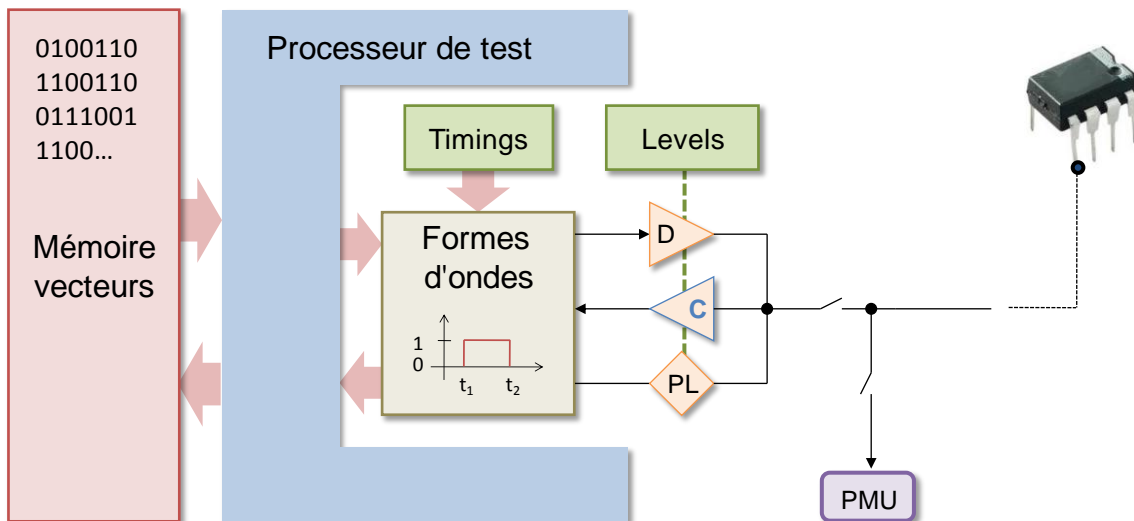 0100110
1100110
0111001
1100...
Mémoire
vecteurs
Processeur de test
Timings
Levels
Formes
d'ondes
1
0
t1
t2
D
C
PL
PMU